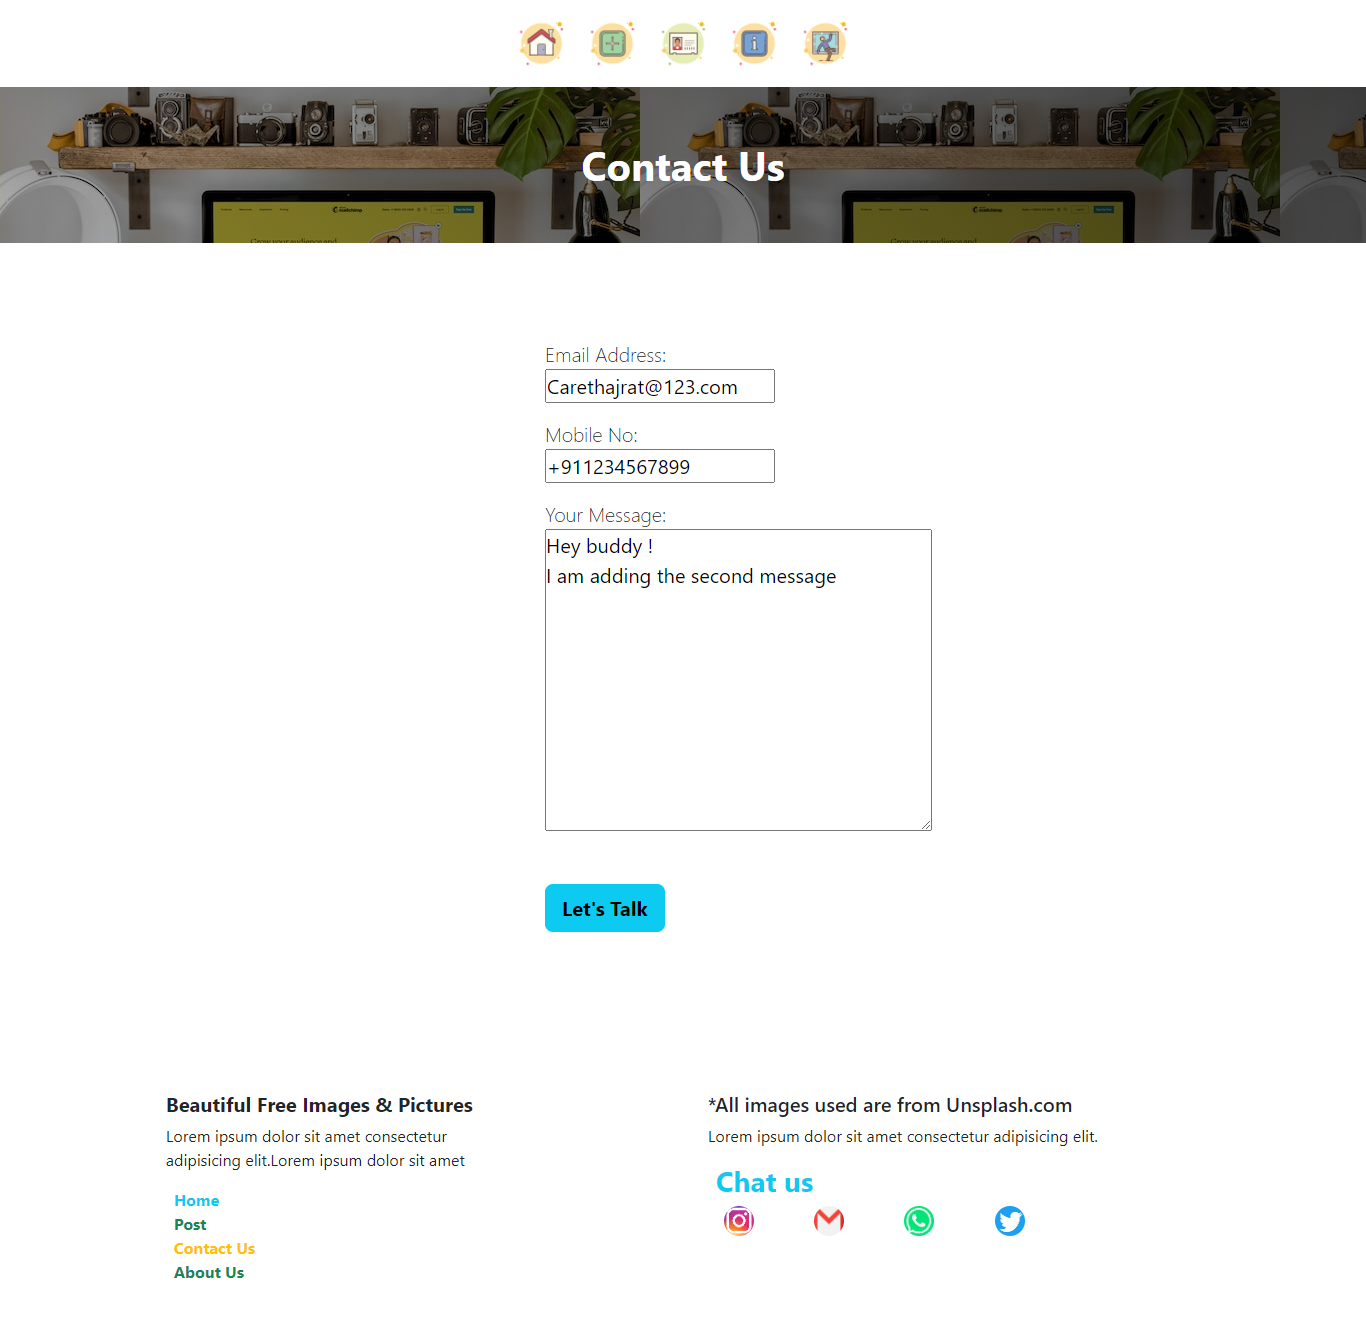 Contact Us
Email Address:
Carethajrat@123.com
Mobile No:
+911234567899
Your Message:
Hey buddy !
I am adding the second message
Let's Talk
Beautiful Free Images & Pictures
Lorem ipsum dolor sit amet consectetur
adipisicing elit.Lorem ipsum dolor sit amet
Home
Post
Contact Us
About Us
*All images used are from Unsplash.com
Lorem ipsum dolor sit amet consectetur adipisicing elit.
Chat us